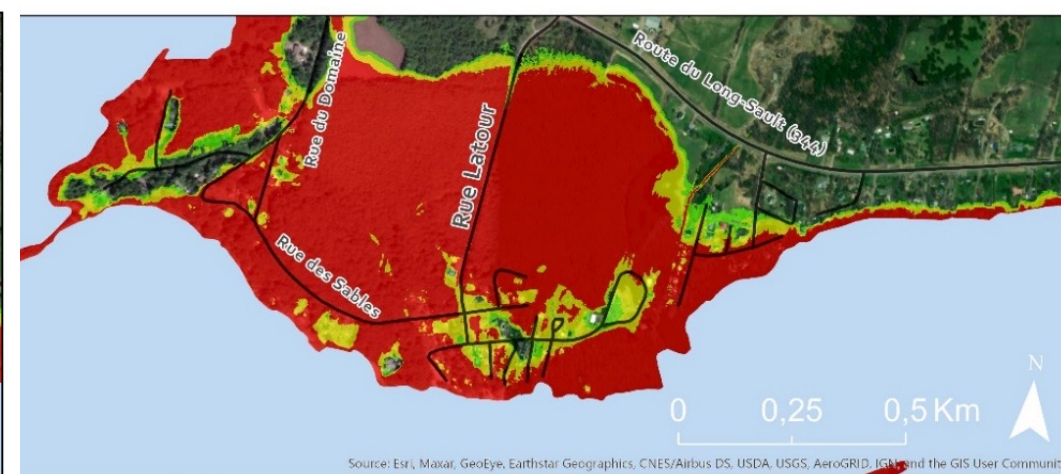 Rue du Domaine
Rue Latour
Route du Long-Sault (344)
Rue des Sables
N
0 0,25 0,5 Km
Source: Esri, Maxar, GeoEye, Earthstar Geographics, CNES/Airbus DS, USDA, USGS, AeroGRID, IGN, and the GIS User Communi